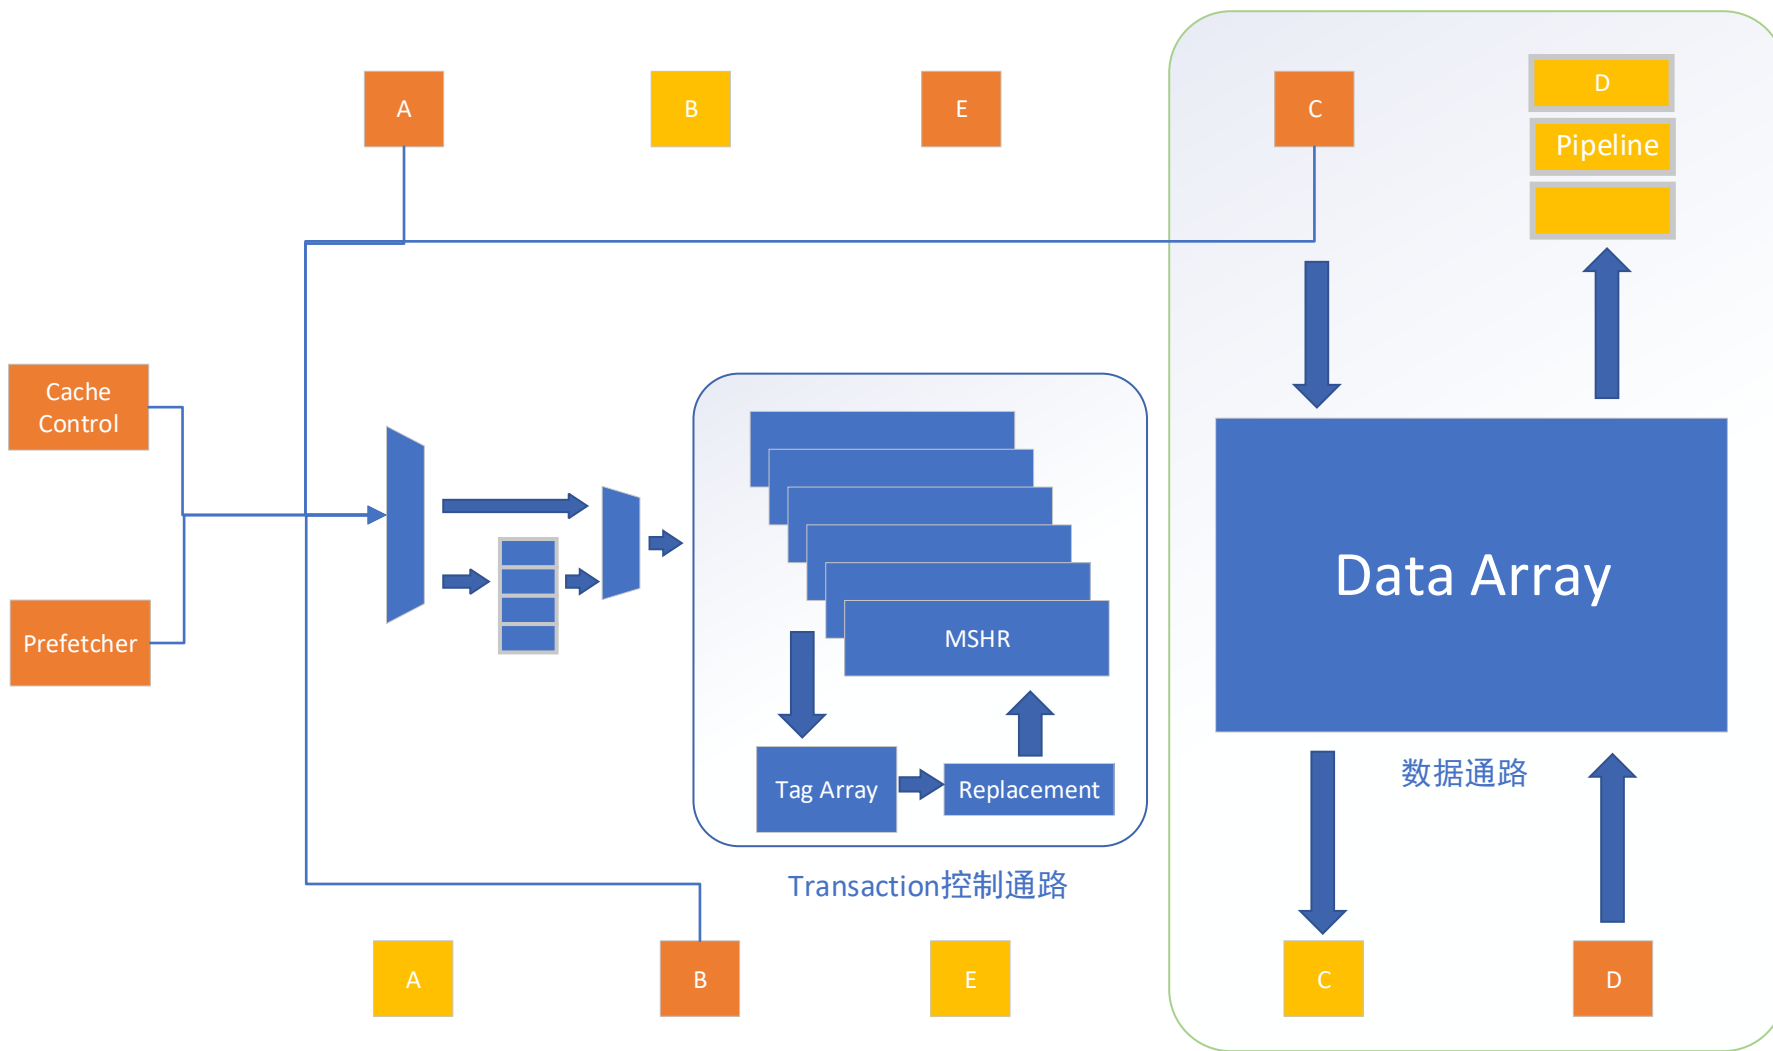 A
B
E
C
D
Pipeline
Cache
Control
Prefetcher
MSHR
Tag Array
Replacement
Transaction控制通路
Data Array
数据通路
A
B
E
C
D